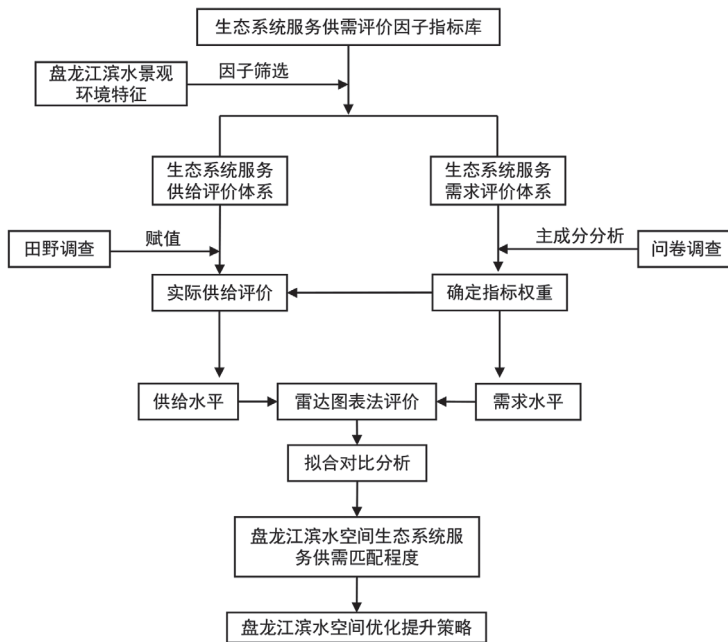 生态系统服务供需评价因子指标库
盘龙江滨水景观
环境特征
因子筛选
生态系统服务
供给评价体系
生态系统服务
需求评价体系
田野调查
赋值
主成分分析
问卷调查
实际供给评价
确定指标权重
供给水平
雷达图表法评价
需求水平
拟合对比分析
盘龙江滨水空间生态系统服
务供需匹配程度
盘龙江滨水空间优化提升策略